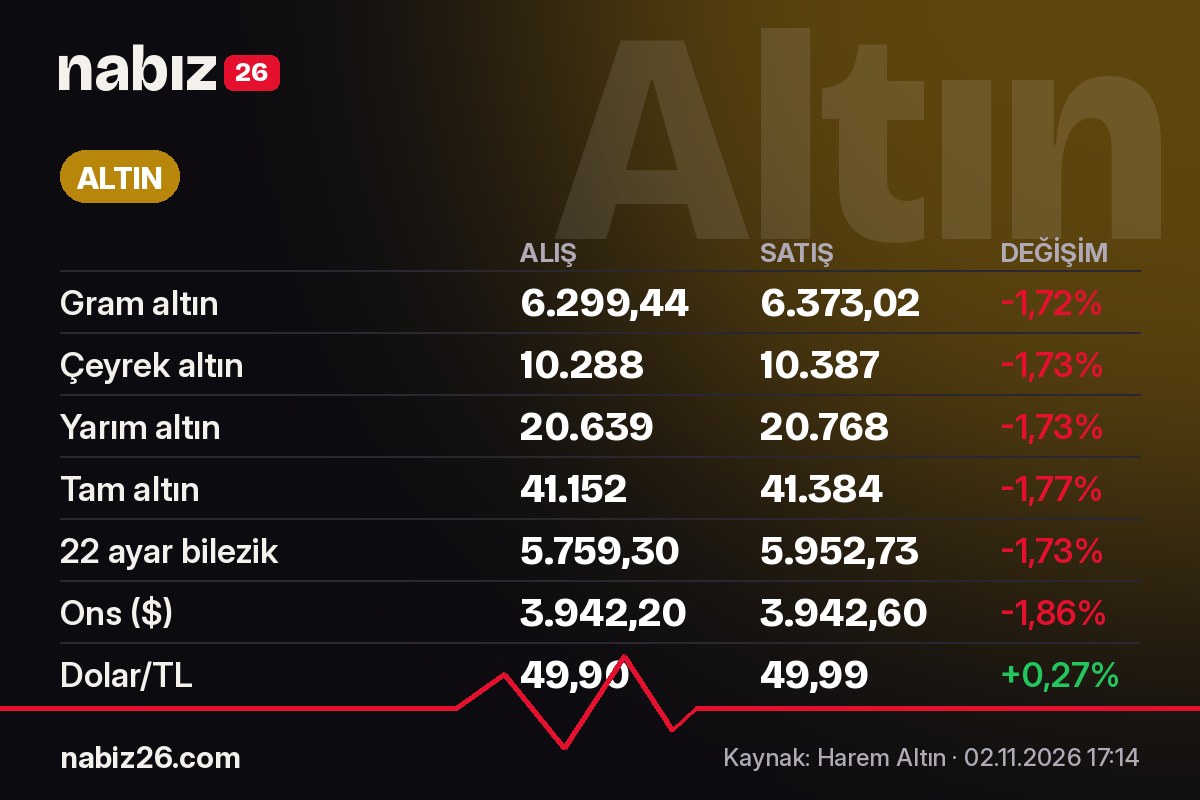 nabız 26
Altın
ALTIN
ALIŞ SATIŞ DEĞİŞİM
Gram altın 6.299,44 6.373,02 -1,72%
Çeyrek altın 10.288 10.387 -1,73%
Yarım altın 20.639 20.768 -1,73%
Tam altın 41.152 41.384 -1,77%
22 ayar bilezik 5.759,30 5.952,73 -1,73%
Ons ($) 3.942,20 3.942,60 -1,86%
Dolar/TL 49,90 49,99 +0,27%
nabiz26.com Kaynak: Harem Altın · 02.11.2026 17:14